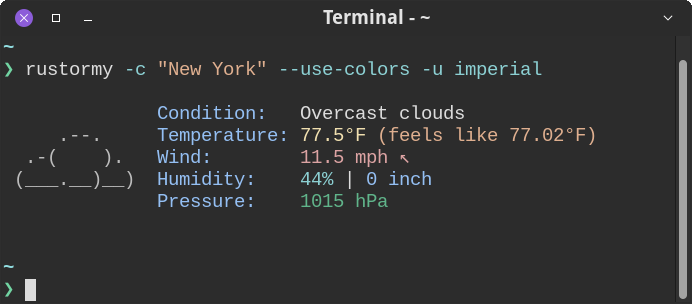 Terminal - ~
~
❯ rustormy -c "New York" --use-colors -u imperial
Condition: Overcast clouds
.--. Temperature: 77.5°F (feels like 77.02°F)
.-( ). Wind: 11.5 mph ↖
(___.__)__) Humidity: 44% | 0 inch
Pressure: 1015 hPa
~
❯